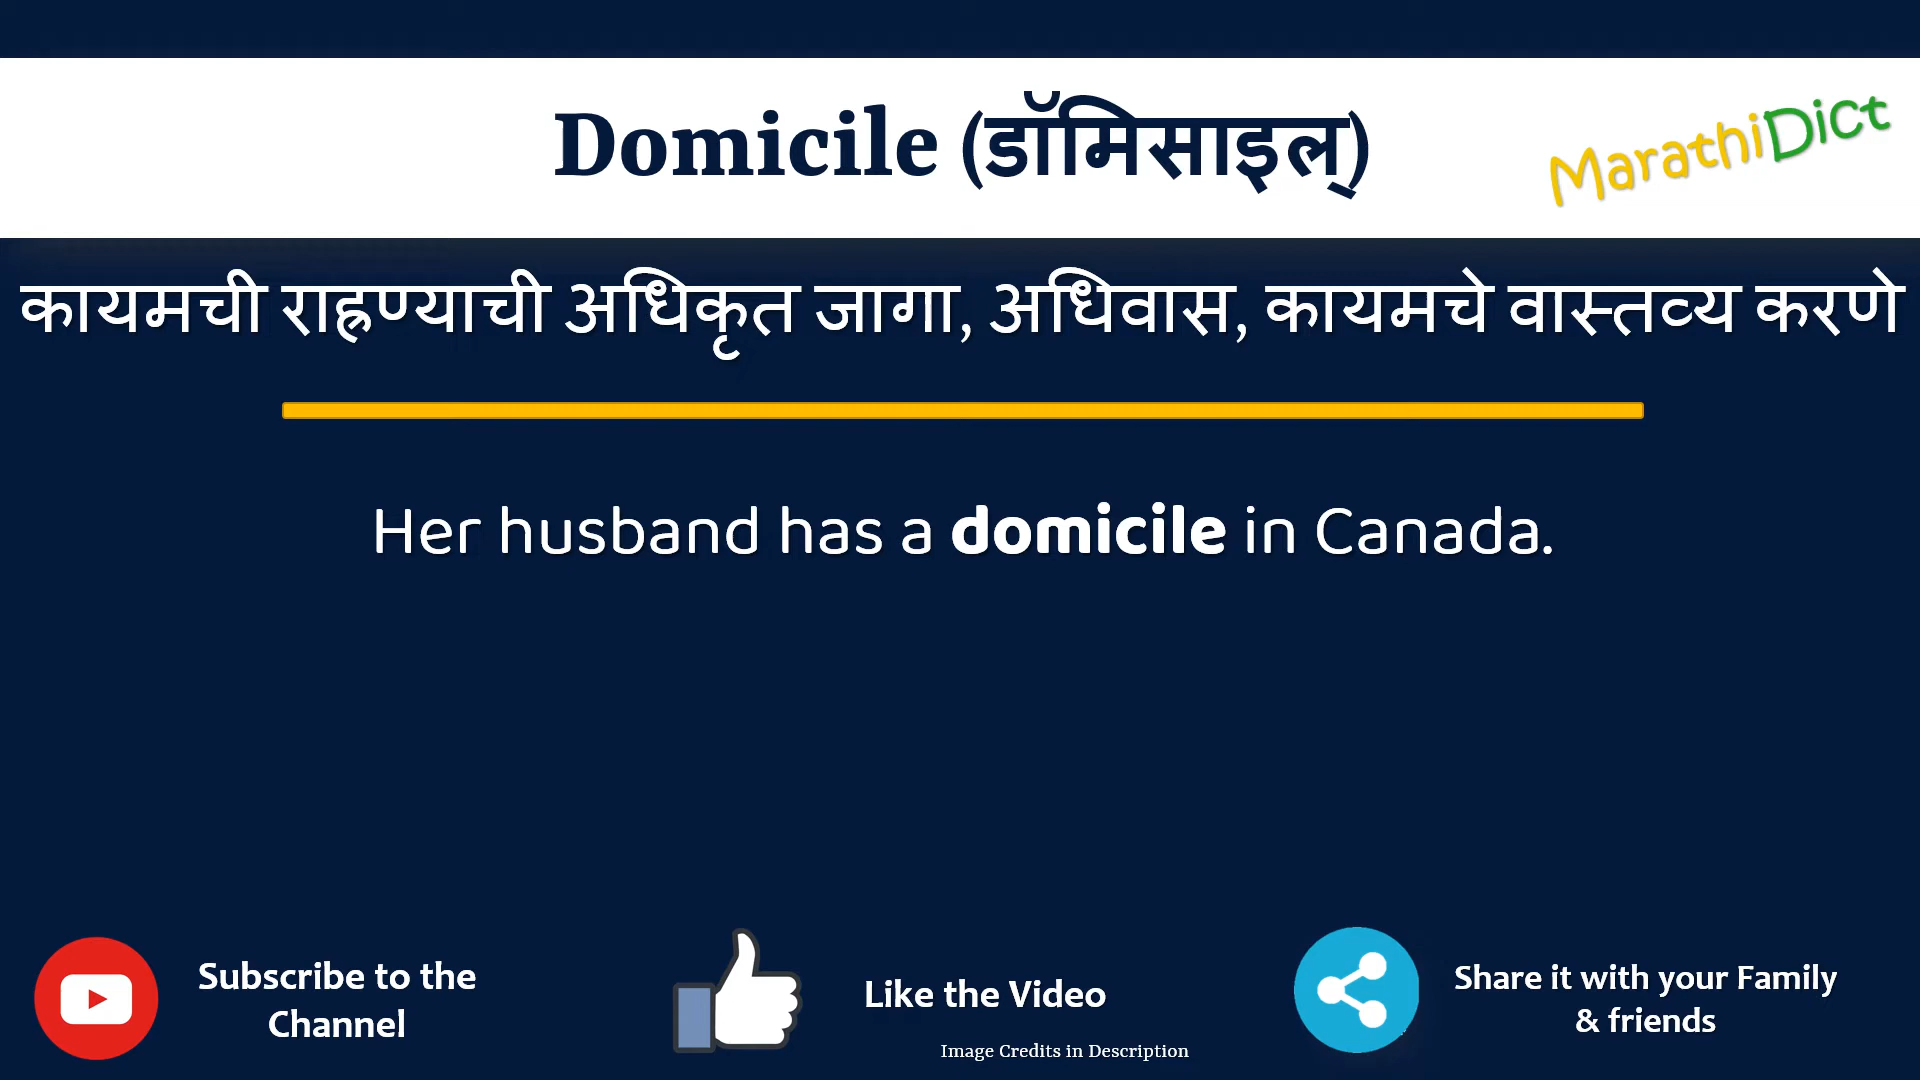 Domicile (डॉमिसाइल्)
MarathiDict
कायमची राह्रण्याची अधिकृत जागा, अधिवास, कायमचे वास्तव्य करणे
Her husband has a domicile in Canada.
Subscribe to the
Channel
Like the Video
Image Credits in Description
Share it with your Family
& friends